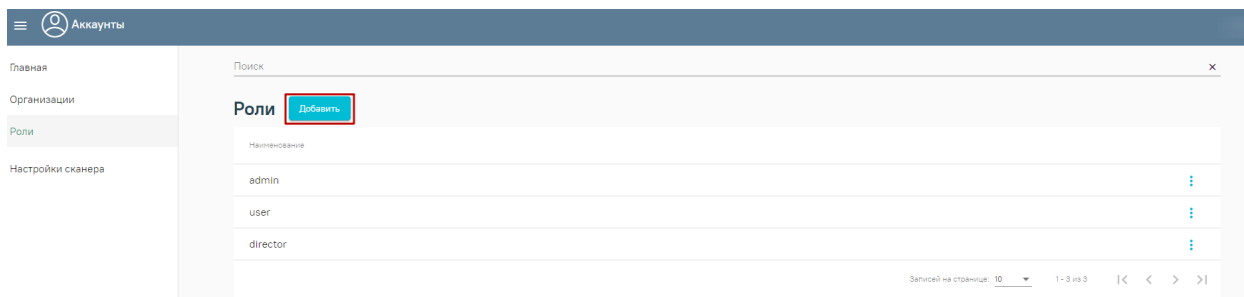 Аккаунты
Главная
Организации
Роли
Настройки сканера
Поиск
Роли Добавить
Наименование
admin
user
director
Записей на странице: 10 1 - 3 из 3